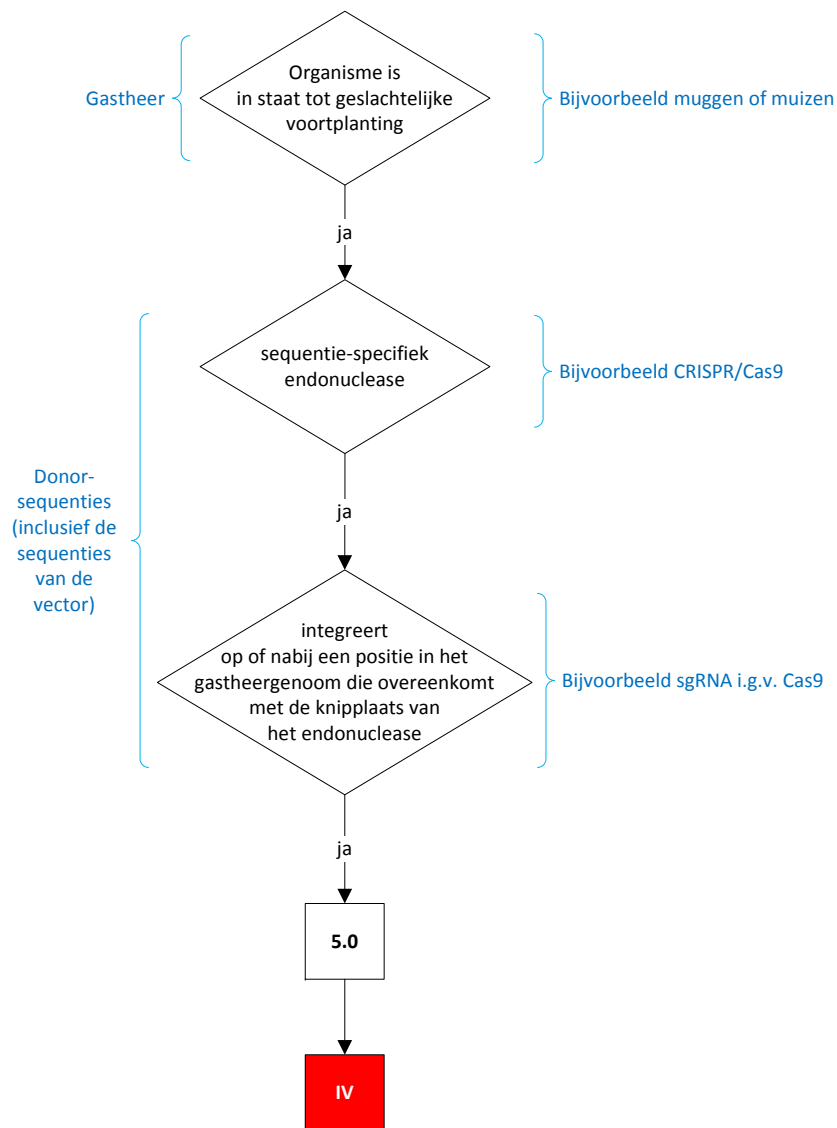 Gastheer
Organisme is
in staat tot geslachtelijke
voortplanting
Bijvoorbeeld muggen of muizen
ja
sequentie-specifiek
endonuclease
Bijvoorbeeld CRISPR/Cas9
Donor-
sequenties
(inclusief de
sequenties
van de
vector)
ja
integreert
op of nabij een positie in het
gastheergenoom die overeenkomt
met de knipplaats van
het endonuclease
Bijvoorbeeld sgRNA i.g.v. Cas9
ja
5.0
IV